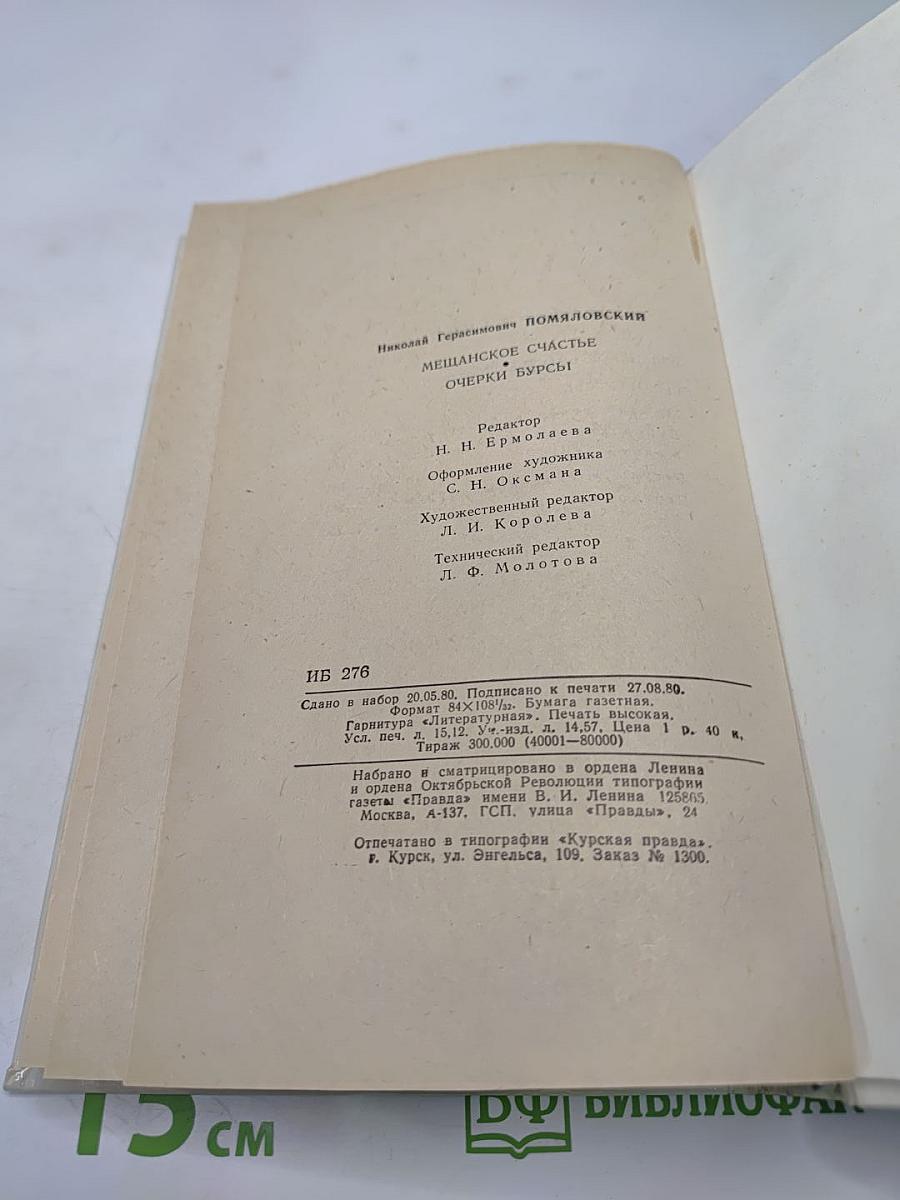 Николай Герасимович ПОМЯЛОВСКИЙ
МЕЩАНСКОЕ СЧАСТЬЕ
•
ОЧЕРКИ БУРСЫ
Редактор
Н. Н. Ермолаева
Оформление художника
С. Н. Оксмана
Художественный редактор
Л. И. Королева
Технический редактор
Л. Ф. Молотова
ИБ 276
Сдано в набор 20.05.80. Подписано к печати 27.08.80.
Формат 84×108 1/32. Бумага газетная.
Гарнитура «Литературная». Печать высокая.
Усл. печ. л. 15,12. Уч.-изд. л. 14,57. Цена 1 р. 40 к.
Тираж 300.000 (40001—80000)
Набрано и сматрицировано в ордена Ленина
и ордена Октябрьской Революции типографии
газеты «Правда» имени В. И. Ленина 125865.
Москва, А-137, ГСП, улица «Правды», 24
Отпечатано в типографии «Курская правда».
г. Курск, ул. Энгельса, 109. Заказ № 1300.
15 см
БФ